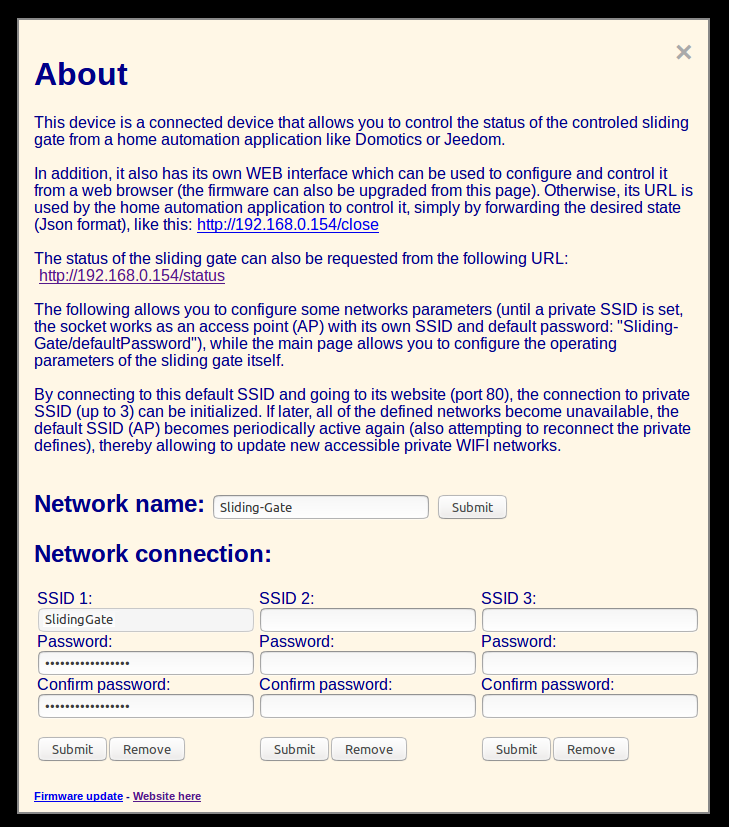 ×
About
This device is a connected device that allows you to control the status of the controled sliding
gate from a home automation application like Domotics or Jeedom.
In addition, it also has its own WEB interface which can be used to configure and control it
from a web browser (the firmware can also be upgraded from this page). Otherwise, its URL is
used by the home automation application to control it, simply by forwarding the desired state
(Json format), like this: http://192.168.0.154/close
The status of the sliding gate can also be requested from the following URL:
http://192.168.0.154/status
The following allows you to configure some networks parameters (until a private SSID is set,
the socket works as an access point (AP) with its own SSID and default password: "Sliding-
Gate/defaultPassword"), while the main page allows you to configure the operating
parameters of the sliding gate itself.
By connecting to this default SSID and going to its website (port 80), the connection to private
SSID (up to 3) can be initialized. If later, all of the defined networks become unavailable, the
default SSID (AP) becomes periodically active again (also attempting to reconnect the private
defines), thereby allowing to update new accessible private WIFI networks.
Network name: Sliding-Gate Submit
Network connection:
SSID 1: SSID 2: SSID 3:
SlidingGate
Password: Password: Password:
•••••••••••••••••
Confirm password: Confirm password: Confirm password:
•••••••••••••••••
Submit Remove Submit Remove Submit Remove
Firmware update - Website here